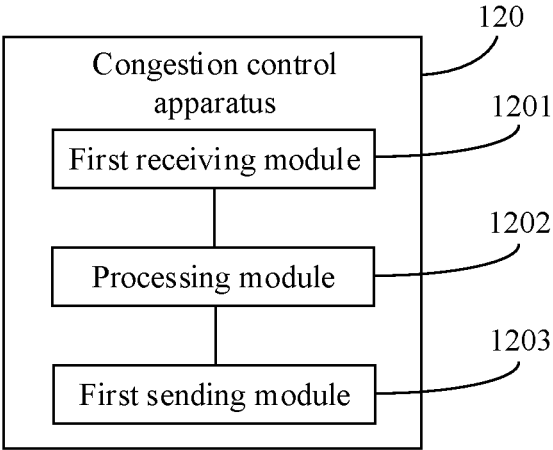 120
Congestion control
apparatus
1201
First receiving module
1202
Processing module
1203
First sending module